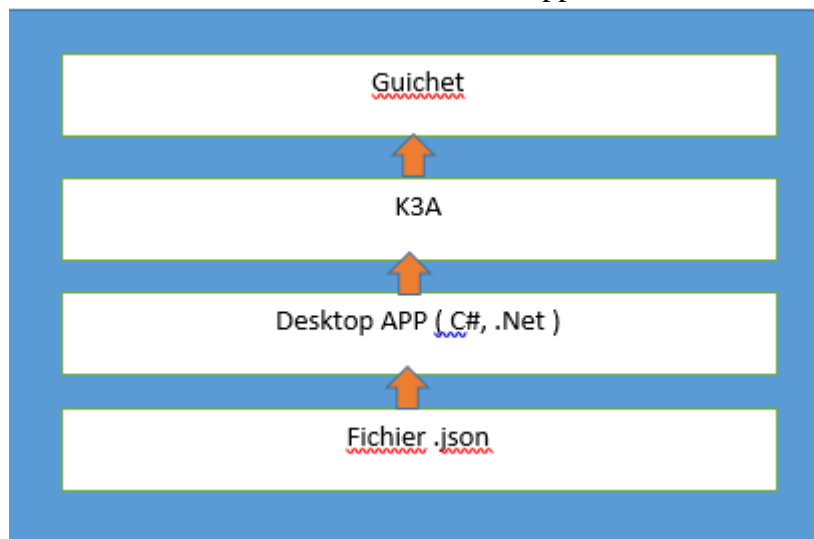 Guichet
K3A
Desktop APP ( C#, .Net )
Fichier .json